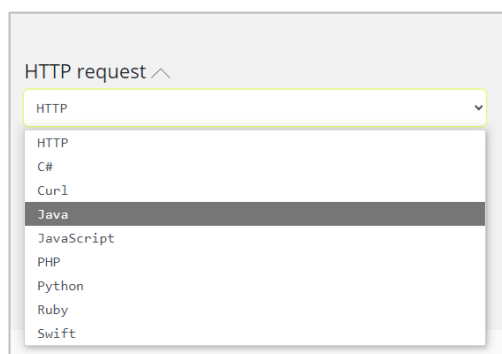 HTTP request
HTTP
HTTP
C#
Curl
Java
JavaScript
PHP
Python
Ruby
Swift